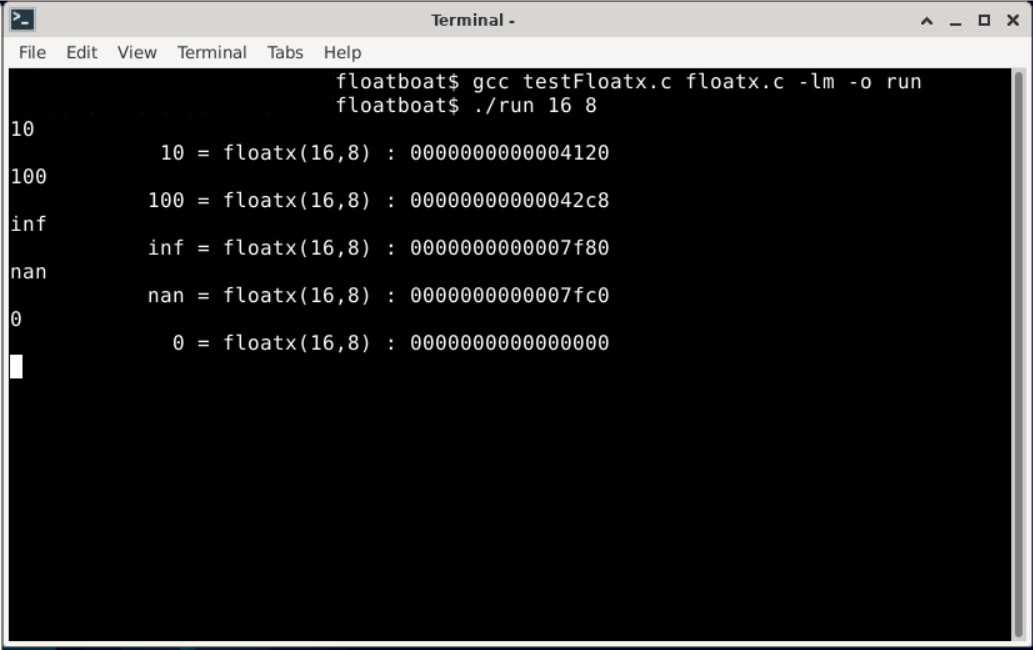 Terminal -
File Edit View Terminal Tabs Help
floatboat$ gcc testFloatx.c floatx.c -lm -o run
floatboat$ ./run 16 8
10
10 = floatx(16,8) : 0000000000004120
100
100 = floatx(16,8) : 00000000000042c8
inf
inf = floatx(16,8) : 0000000000007f80
nan
nan = floatx(16,8) : 0000000000007fc0
0
0 = floatx(16,8) : 0000000000000000